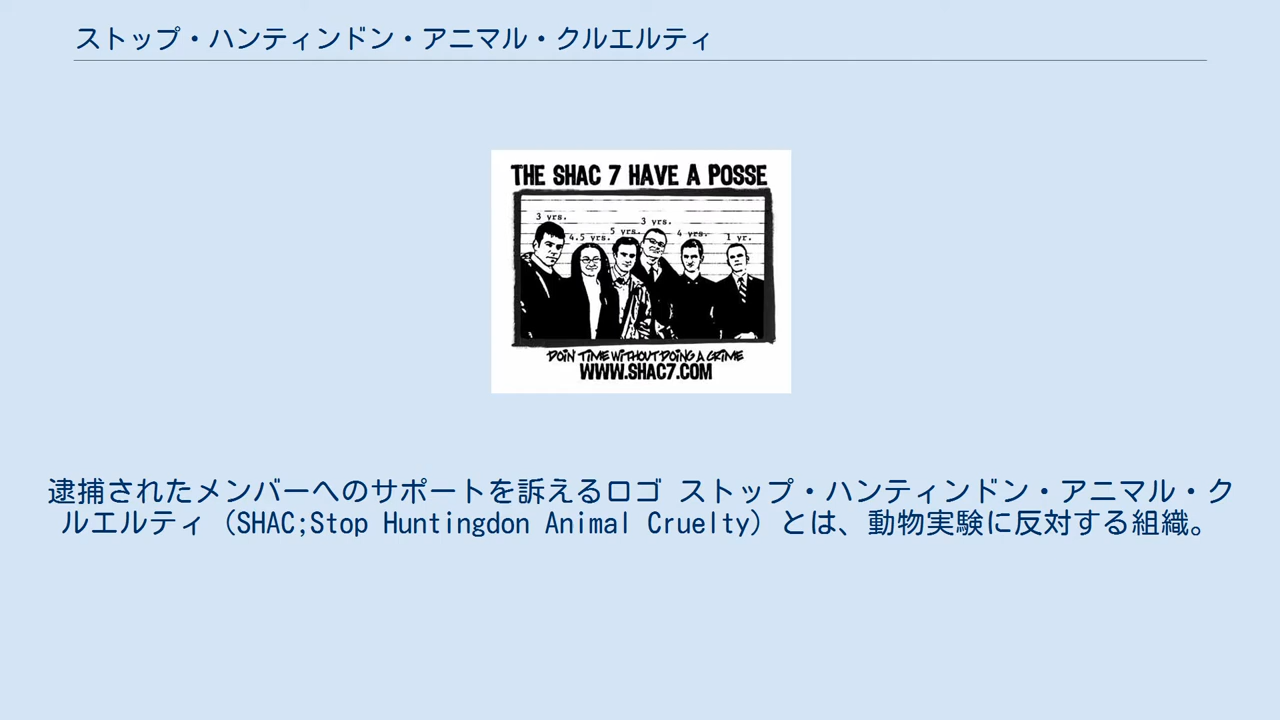 ストップ・ハンティンドン・アニマル・クルエルティ
THE SHAC 7 HAVE A POSSE
3 yrs.
4.5 yrs.
5 yrs.
3 yrs.
4 yrs.
1 yr.
DOIN' TIME WITHOUT DOING A CRIME
WWW.SHAC7.COM
逮捕されたメンバーへのサポートを訴えるロゴ ストップ・ハンティンドン・アニマル・ク
ルエルティ（SHAC;Stop Huntingdon Animal Cruelty）とは、動物実験に反対する組織。